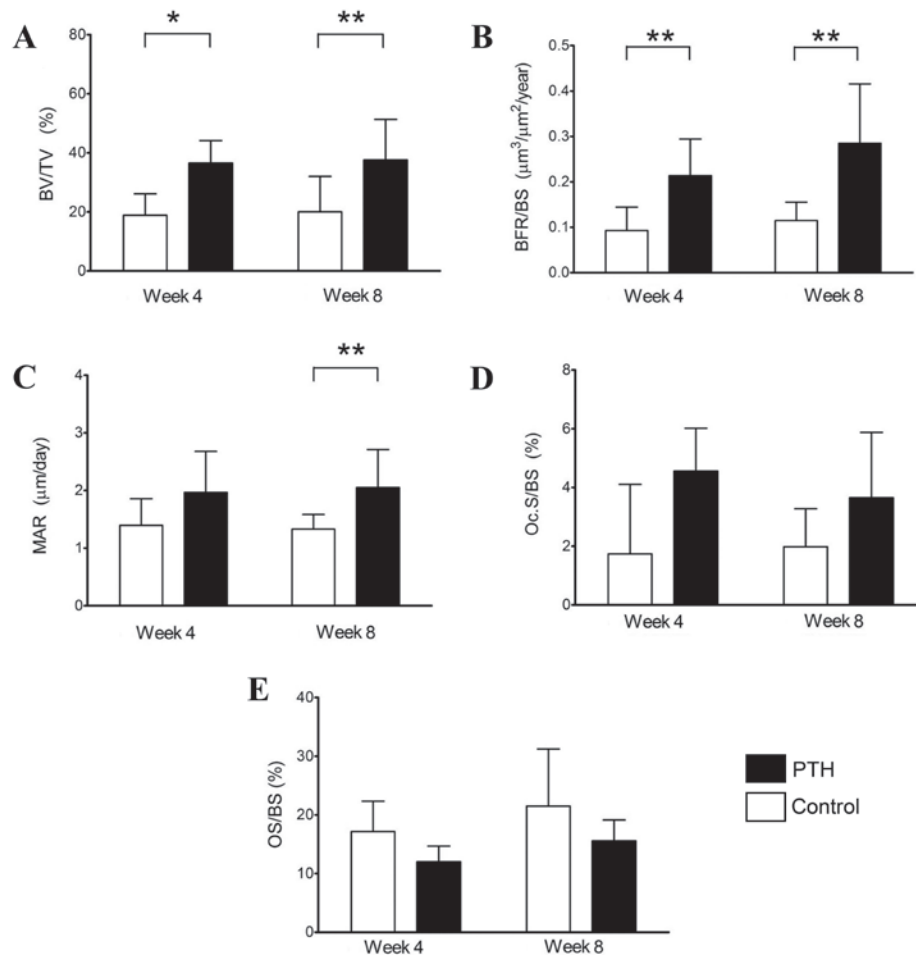 A
*
**
BV/TV (%)
80
60
40
20
0
Week 4
Week 8
B
**
**
BFR/BS (μm³/μm²/year)
0.5
0.4
0.3
0.2
0.1
0.0
Week 4
Week 8
C
**
MAR (μm/day)
4
3
2
1
0
Week 4
Week 8
D
Oc.S/BS (%)
8
6
4
2
0
Week 4
Week 8
E
OS/BS (%)
40
30
20
10
0
Week 4
Week 8
PTH
Control